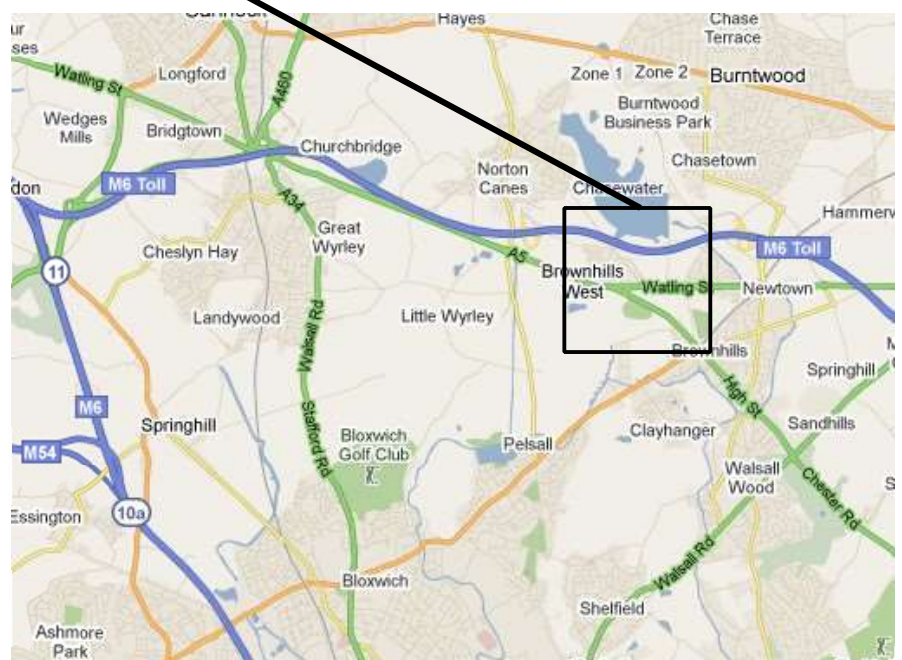 Hayes
Chase
Terrace
Longford
Watling St
A460
Zone 1
Zone 2
Burntwood
Wedges
Mills
Bridgtown
Burntwood
Business Park
Churchbridge
Chasetown
Norton
Canes
Chasewater
M6 Toll
A34
Great
Wyrley
Cheslyn Hay
A5
M6 Toll
11
Brownhills
West
Watling S
Newtown
Landywood
Walsall Rd
Little Wyrley
Brownhills
Springhill
High St
M6
Springhill
Stafford Rd
Bloxwich
Golf Club
Pelsall
Clayhanger
Sandhills
M54
Walsall
Wood
Chester Rd
Essington
10a
Walsall Rd
Bloxwich
Shelfield
Ashmore
Park